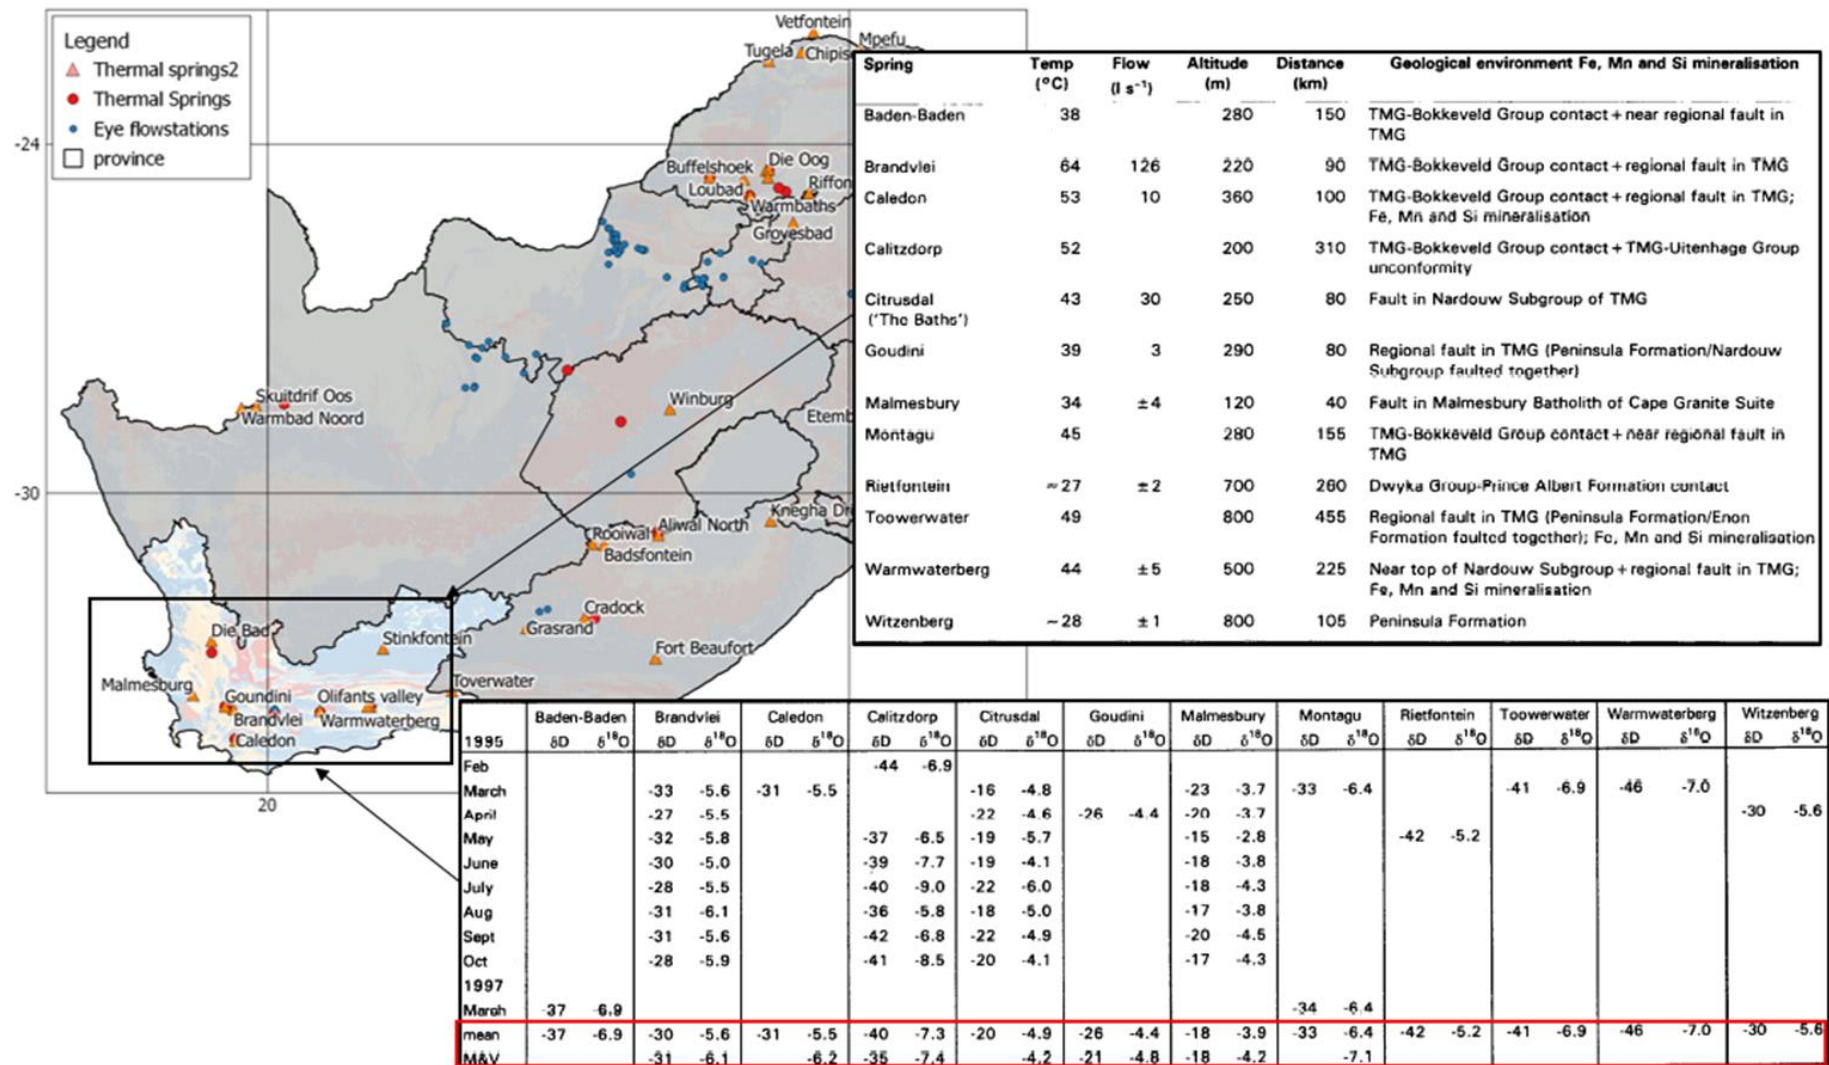 Legend
Thermal springs2
Thermal Springs
Eye flowstations
province
-24
-30
20
Vetfontein
Tugela
Chipis
Mpefu
Buffelshoek
Die Oog
Loubad
Riffon
Warmbaths
Grovesbad
Skuitdrif Oos
Warmbad Noord
Winburg
Etemb
Knegha Dr
Aliwal North
Rooiwal
Badsfontein
Cradock
Grasrand
Fort Beaufort
Die Bad
Stinkfontein
Malmesburg
Toverwater
Goundini
Olifants valley
Brandvlei
Warmwaterberg
Caledon
Spring Temp Flow Altitude Distance Geological environment Fe, Mn and Si mineralisation
(°C) (l s⁻¹) (m) (km)
Baden-Baden 38 280 150 TMG-Bokkeveld Group contact + near regional fault in
TMG
Brandvlei 64 126 220 90 TMG-Bokkeveld Group contact + regional fault in TMG
Caledon 53 10 360 100 TMG-Bokkeveld Group contact + regional fault in TMG;
Fe, Mn and Si mineralisation
Calitzdorp 52 200 310 TMG-Bokkeveld Group contact + TMG-Uitenhage Group
unconformity
Citrusdal 43 30 250 80 Fault in Nardouw Subgroup of TMG
('The Baths')
Goudini 39 3 290 80 Regional fault in TMG (Peninsula Formation/Nardouw
Subgroup faulted together)
Malmesbury 34 ±4 120 40 Fault in Malmesbury Batholith of Cape Granite Suite
Montagu 45 280 155 TMG-Bokkeveld Group contact + near regional fault in
TMG
Rietfontein ≈27 ±2 700 260 Dwyka Group-Prince Albert Formation contact
Toowerwater 49 800 455 Regional fault in TMG (Peninsula Formation/Enon
Formation faulted together); Fe, Mn and Si mineralisation
Warmwaterberg 44 ±5 500 225 Near top of Nardouw Subgroup + regional fault in TMG;
Fe, Mn and Si mineralisation
Witzenberg ~28 ±1 800 105 Peninsula Formation
Baden-Baden Brandvlei Caledon Calitzdorp Citrusdal Goudini Malmesbury Montagu Rietfontein Toowerwater Warmwaterberg Witzenberg
1995 δD δ¹⁸O δD δ¹⁸O δD δ¹⁸O δD δ¹⁸O δD δ¹⁸O δD δ¹⁸O δD δ¹⁸O δD δ¹⁸O δD δ¹⁸O δD δ¹⁸O δD δ¹⁸O δD δ¹⁸O
Feb -44 -6.9
March -33 -5.6 -31 -5.5 -16 -4.8 -23 -3.7 -33 -6.4 -41 -6.9 -46 -7.0
April -27 -5.5 -22 -4.6 -26 -4.4 -20 -3.7 -30 -5.6
May -32 -5.8 -37 -6.5 -19 -5.7 -15 -2.8 -42 -5.2
June -30 -5.0 -39 -7.7 -19 -4.1 -18 -3.8
July -28 -5.5 -40 -9.0 -22 -6.0 -18 -4.3
Aug -31 -6.1 -36 -5.8 -18 -5.0 -17 -3.8
Sept -31 -5.6 -42 -6.8 -22 -4.9 -20 -4.5
Oct -28 -5.9 -41 -8.5 -20 -4.1 -17 -4.3
1997
March -37 -6.9 -34 -6.4
mean -37 -6.9 -30 -5.6 -31 -5.5 -40 -7.3 -20 -4.9 -26 -4.4 -18 -3.9 -33 -6.4 -42 -5.2 -41 -6.9 -46 -7.0 -30 -5.6
M&V -31 -6.1 -6.2 -35 -7.4 -4.2 -21 -4.8 -18 -4.2 -7.1